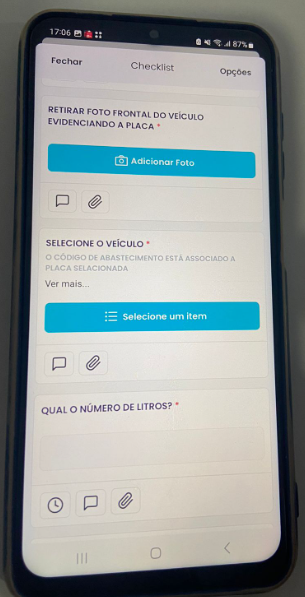 17:06
87%
Fechar
Checklist
Opções
RETIRAR FOTO FRONTAL DO VEÍCULO
EVIDENCIANDO A PLACA *
Adicionar Foto
SELECIONE O VEÍCULO *
O CÓDIGO DE ABASTECIMENTO ESTÁ ASSOCIADO A
PLACA SELECIONADA
Ver mais...
Selecione um item
QUAL O NÚMERO DE LITROS? *